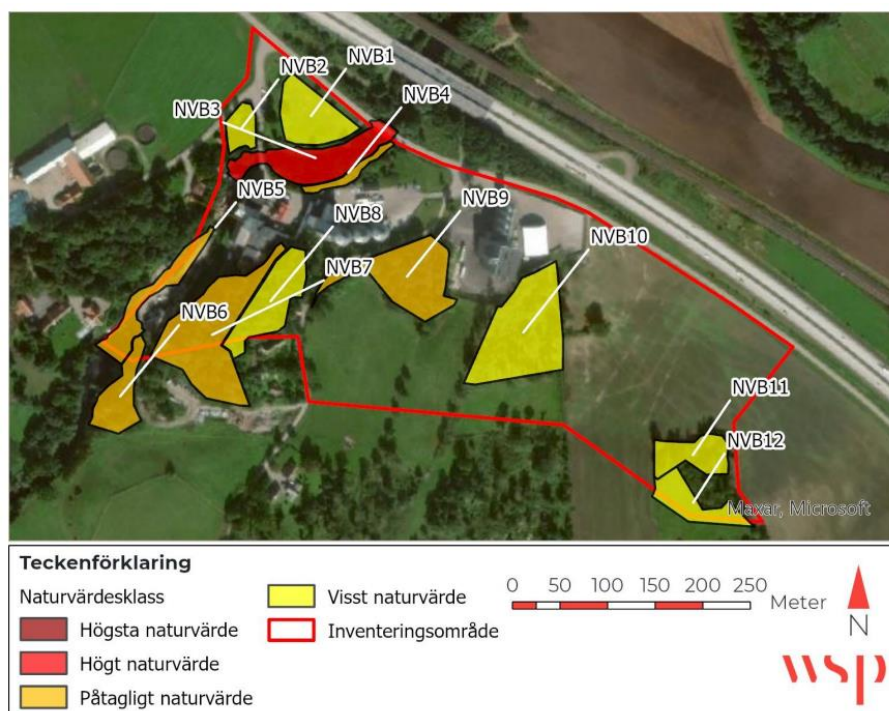 NVB1
NVB2
NVB3
NVB4
NVB5
NVB8
NVB9
NVB10
NVB7
NVB6
NVB11
NVB12
Maxar, Microsoft
Teckenförklaring
Naturvärdesklass
Högsta naturvärde
Högt naturvärde
Påtagligt naturvärde
Visst naturvärde
Inventeringsområde
0 50 100 150 200 250
Meter
N
wsp